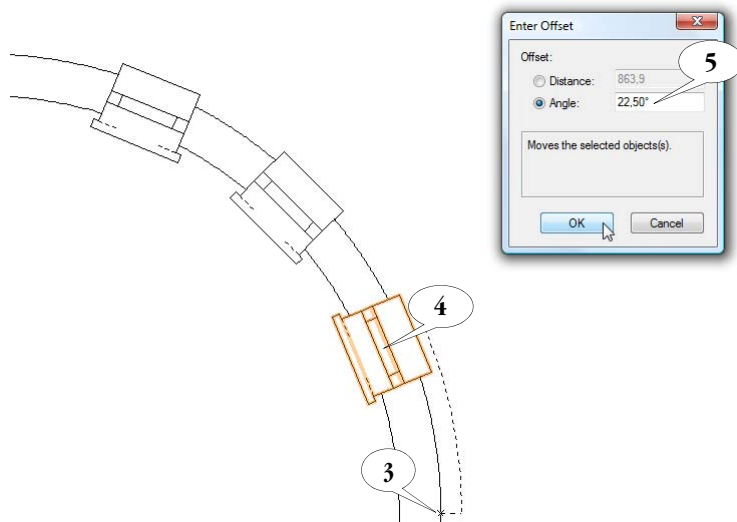 Enter Offset
Offset:
Distance: 863,9
Angle: 22,50°
5
Moves the selected objects(s).
OK Cancel
4
3